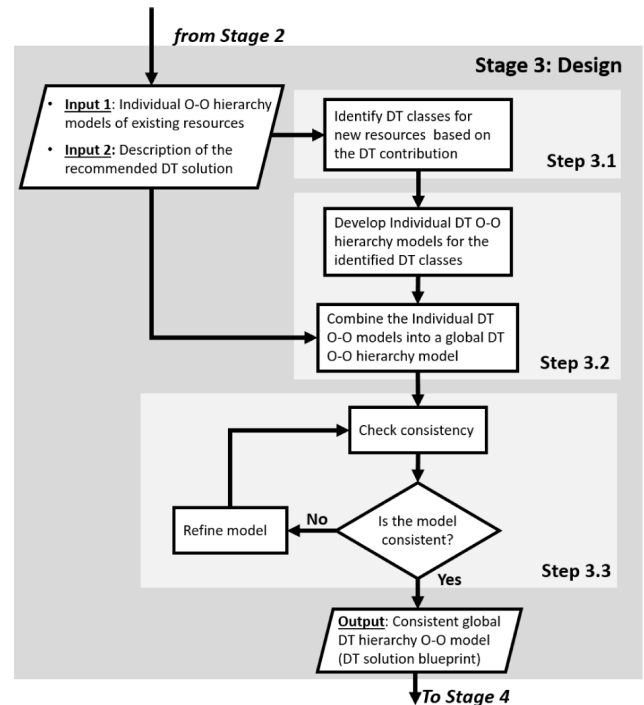 from Stage 2
Stage 3: Design
• Input 1: Individual O-O hierarchy
models of existing resources
• Input 2: Description of the
recommended DT solution
Identify DT classes for
new resources based on
the DT contribution
Step 3.1
Develop Individual DT O-O
hierarchy models for the
identified DT classes
Combine the Individual DT
O-O models into a global DT
O-O hierarchy model
Step 3.2
Check consistency
Refine model
No
Is the model
consistent?
Yes
Step 3.3
Output: Consistent global
DT hierarchy O-O model
(DT solution blueprint)
To Stage 4